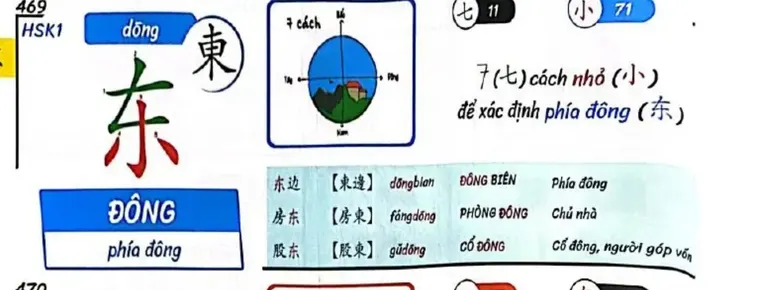 469
HSK1
dōng
東
东
ĐÔNG
phía đông
7 cách
七 11
小 71
7 (七) cách nhỏ (小)
để xác định phía đông (东)
东边 【東邊】 dōngbian ĐÔNG BIÊN Phía đông
房东 【房東】 fángdōng PHÒNG ĐÔNG Chủ nhà
股东 【股東】 gǔdōng CỔ ĐÔNG Cổ đông, người góp vốn
470